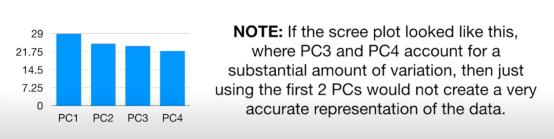 29
21.75
14.5
7.25
0
PC1 PC2 PC3 PC4
NOTE: If the scree plot looked like this,
where PC3 and PC4 account for a
substantial amount of variation, then just
using the first 2 PCs would not create a very
accurate representation of the data.